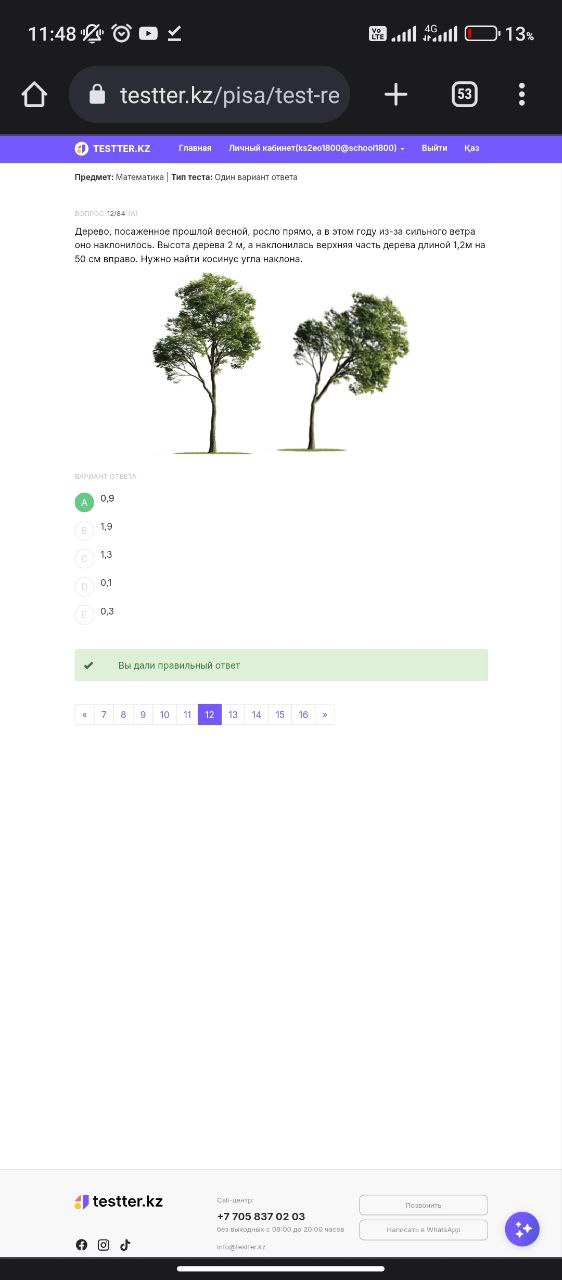 11:48
Vo LTE
4G
13%
testter.kz/pisa/test-re
53
TESTTER.KZ Главная Личный кабинет(ks2eo1800@school1800) Выйти Қаз
Предмет: Математика | Тип теста: Один вариант ответа
ВОПРОС 12/84 (A)
Дерево, посаженное прошлой весной, росло прямо, а в этом году из-за сильного ветра
оно наклонилось. Высота дерева 2 м, а наклонилась верхняя часть дерева длиной 1,2м на
50 см вправо. Нужно найти косинус угла наклона.
ВАРИАНТ ОТВЕТА
A 0,9
B 1,9
C 1,3
D 0,1
E 0,3
Вы дали правильный ответ
« 7 8 9 10 11 12 13 14 15 16 »
testter.kz
Call-центр:
+7 705 837 02 03
без выходных с 08:00 до 20:00 часов
info@testter.kz
Позвонить
Написать в WhatsApp